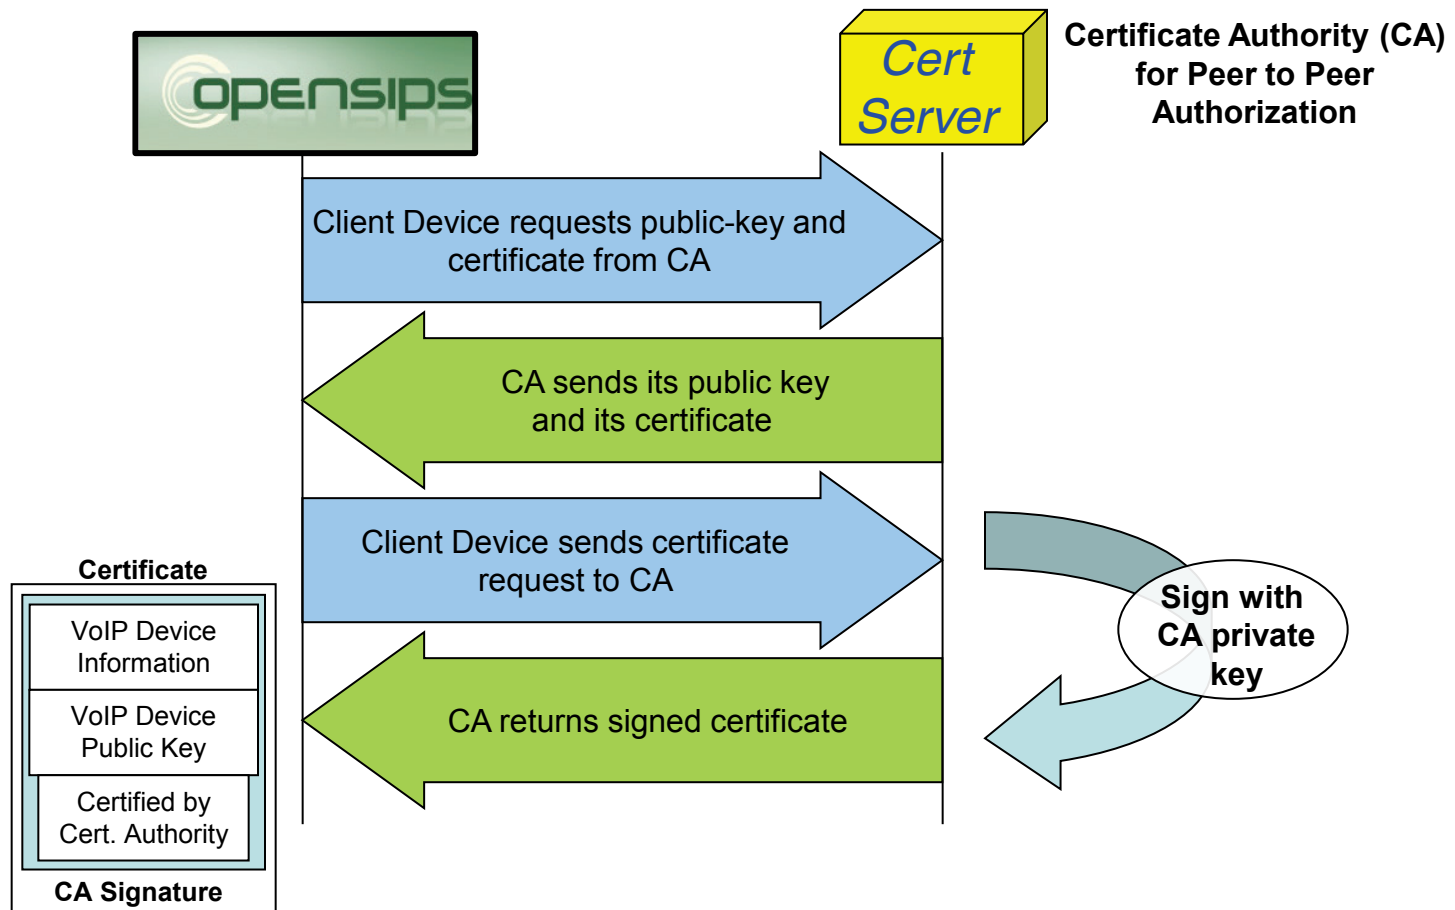 opensips
Cert
Server
Certificate Authority (CA)
for Peer to Peer
Authorization
Client Device requests public-key and
certificate from CA
CA sends its public key
and its certificate
Client Device sends certificate
request to CA
Sign with
CA private
key
CA returns signed certificate
Certificate
VoIP Device
Information
VoIP Device
Public Key
Certified by
Cert. Authority
CA Signature